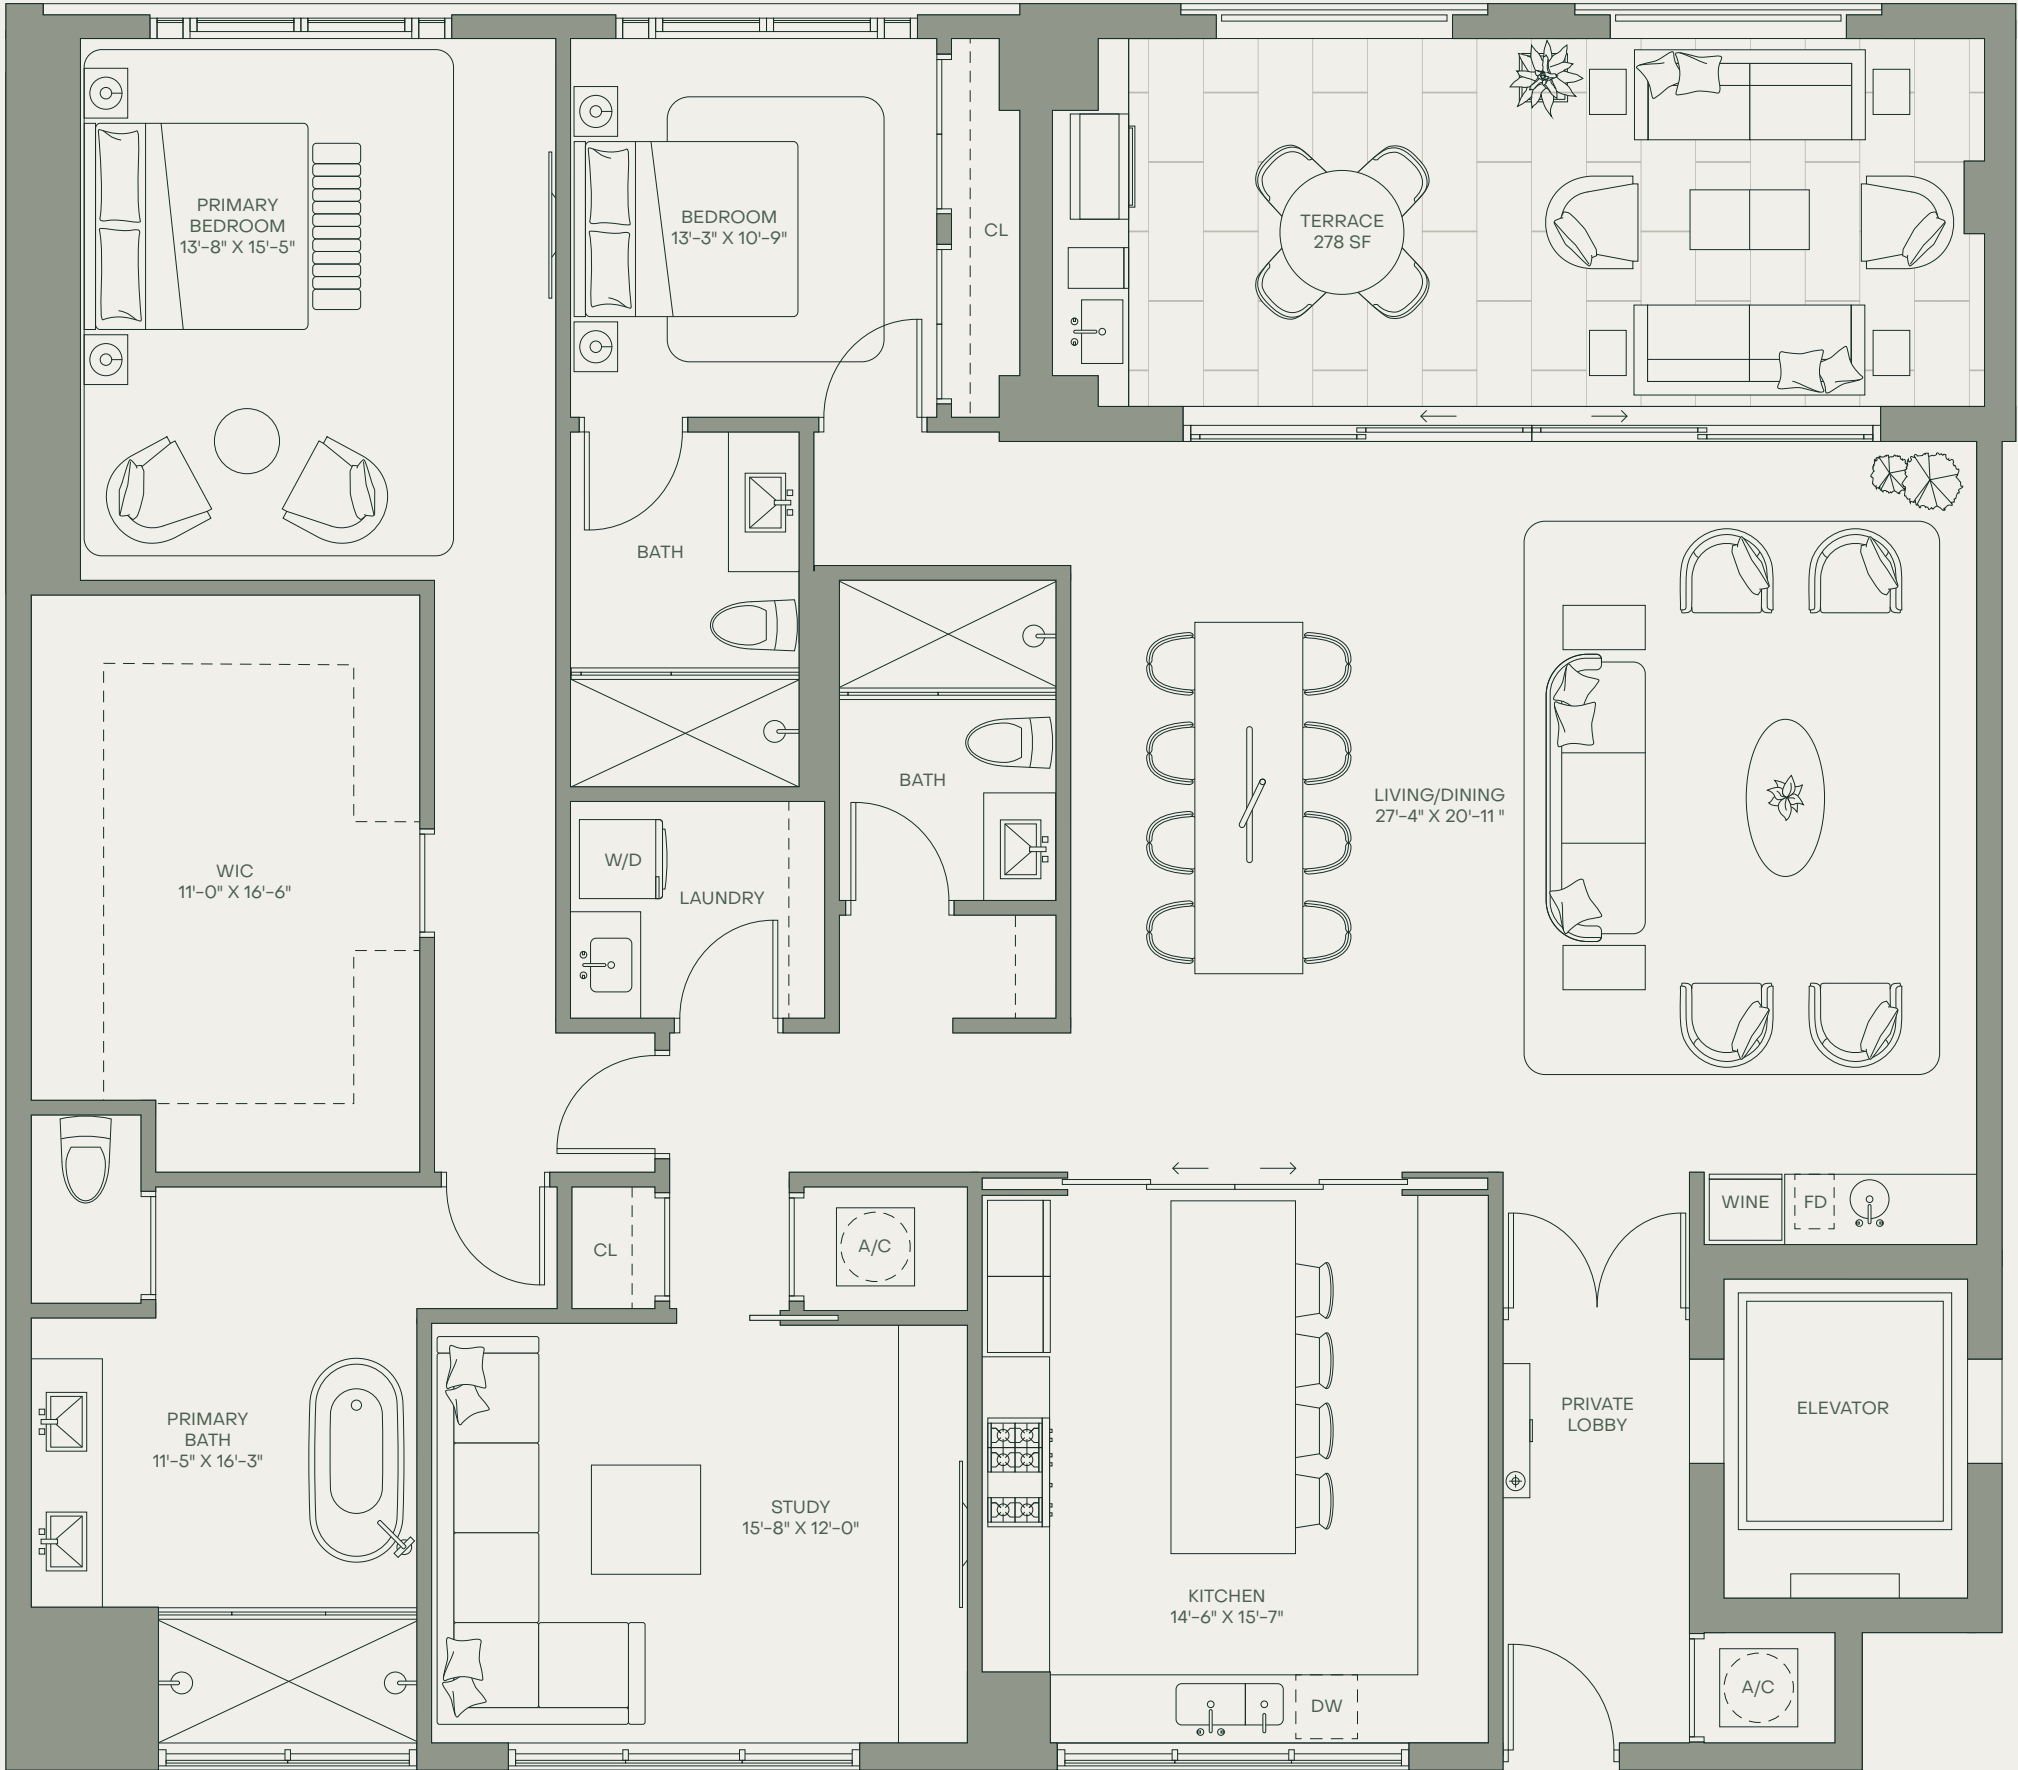 PRIMARY
BEDROOM
13'-8" X 15'-5"
BEDROOM
13'-3" X 10'-9"
CL
TERRACE
278 SF
BATH
BATH
LIVING/DINING
27'-4" X 20'-11"
WIC
11'-0" X 16'-6"
W/D
LAUNDRY
WINE
FD
CL
A/C
PRIMARY
BATH
11'-5" X 16'-3"
STUDY
15'-8" X 12'-0"
KITCHEN
14'-6" X 15'-7"
DW
PRIVATE
LOBBY
ELEVATOR
A/C